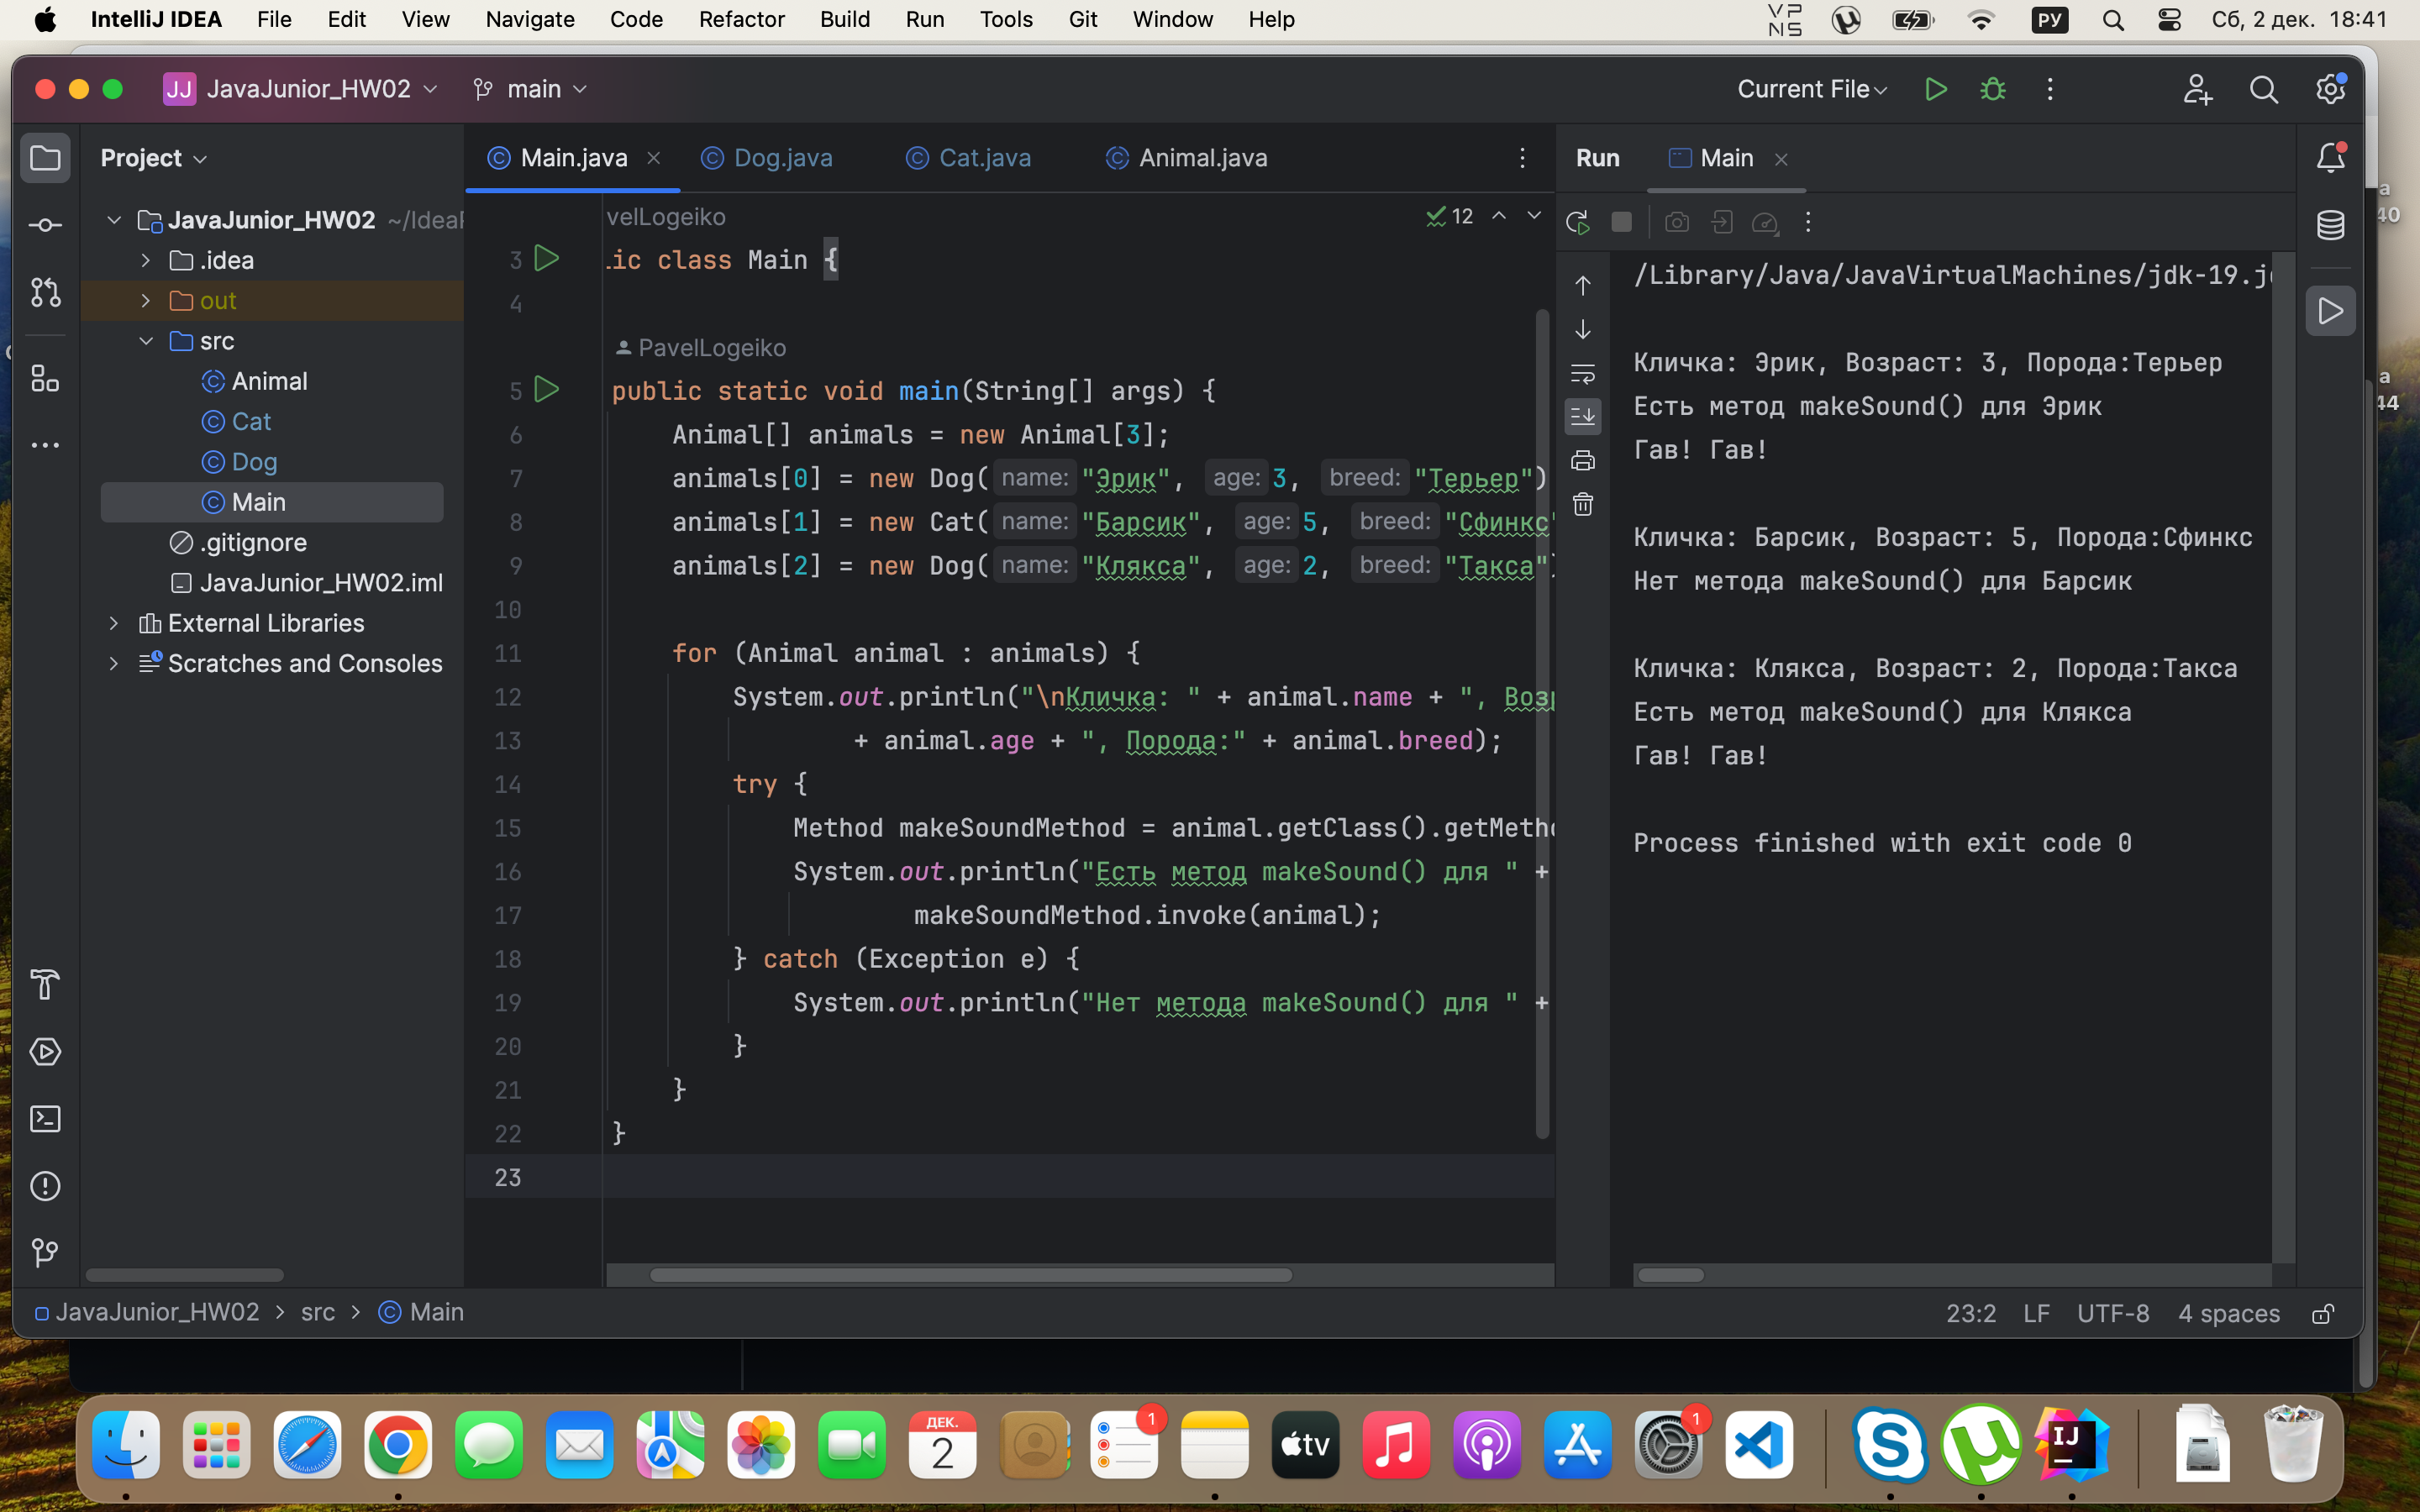 IntelliJ IDEA File Edit View Navigate Code Refactor Build Run Tools Git Window Help VPNS РУ Сб, 2 дек. 18:41
JJ JavaJunior_HW02 main Current File
Project
Main.java Dog.java Cat.java Animal.java
Run Main
JavaJunior_HW02
.idea
out
src
Animal
Cat
Dog
Main
.gitignore
JavaJunior_HW02.iml
External Libraries
Scratches and Consoles
velLogeiko 12
3 ic class Main {
4
PavelLogeiko
5 public static void main(String[] args) {
6 Animal[] animals = new Animal[3];
7 animals[0] = new Dog( name: "Эрик", age: 3, breed: "Терьер")
8 animals[1] = new Cat( name: "Барсик", age: 5, breed: "Сфинкс"
9 animals[2] = new Dog( name: "Клякса", age: 2, breed: "Такса"
10
11 for (Animal animal : animals) {
12 System.out.println("\nКличка: " + animal.name + ", Воз
13 + animal.age + ", Порода:" + animal.breed);
14 try {
15 Method makeSoundMethod = animal.getClass().getMeth
16 System.out.println("Есть метод makeSound() для " +
17 makeSoundMethod.invoke(animal);
18 } catch (Exception e) {
19 System.out.println("Нет метода makeSound() для " +
20 }
21 }
22 }
23
/Library/Java/JavaVirtualMachines/jdk-19.j
Кличка: Эрик, Возраст: 3, Порода:Терьер
Есть метод makeSound() для Эрик
Гав! Гав!
Кличка: Барсик, Возраст: 5, Порода:Сфинкс
Нет метода makeSound() для Барсик
Кличка: Клякса, Возраст: 2, Порода:Такса
Есть метод makeSound() для Клякса
Гав! Гав!
Process finished with exit code 0
a
40
a
44
JavaJunior_HW02 > src > Main 23:2 LF UTF-8 4 spaces
ДЕК.
2
1
tv
1
IJ